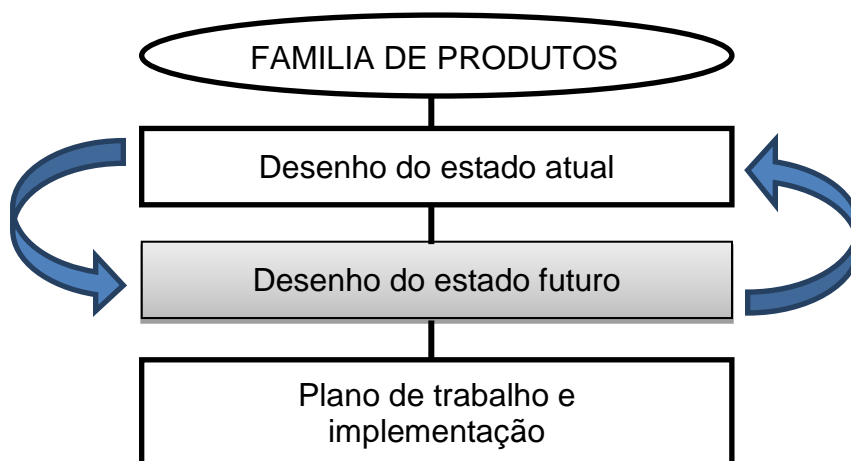 FAMILIA DE PRODUTOS
Desenho do estado atual
Desenho do estado futuro
Plano de trabalho e
implementação